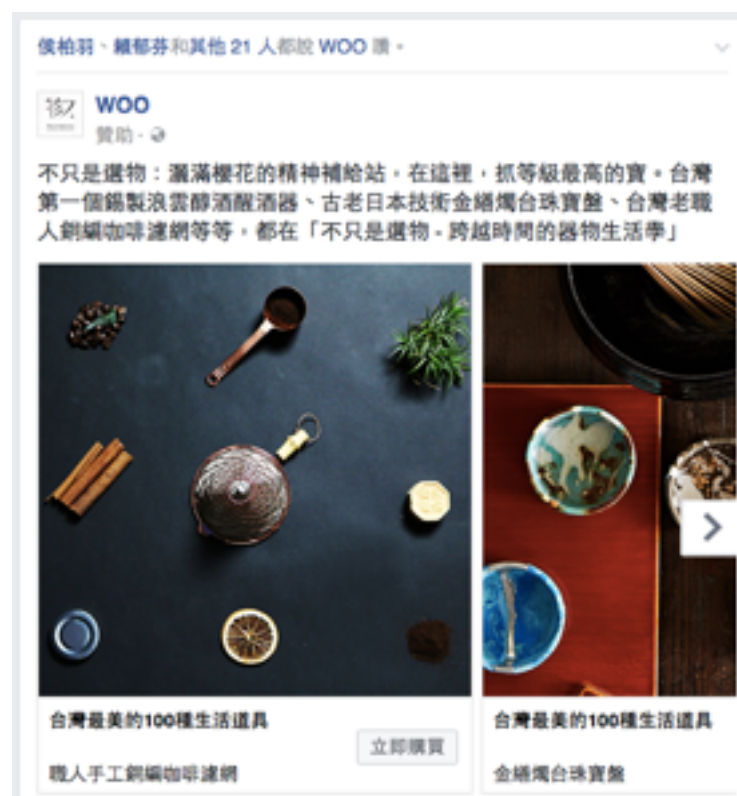 侯柏羽、賴郁芬和其他 21 人都說 WOO 讚。
WOO
贊助 ·
不只是選物：灑滿櫻花的精神補給站，在這裡，抓等級最高的寶。台灣
第一個錫製浪雲醇酒醒酒器、古老日本技術金繕燭台珠寶盤、台灣老職
人銅編咖啡濾網等等，都在「不只是選物 - 跨越時間的器物生活學」
台灣最美的100種生活道具
立即購買
職人手工銅編咖啡濾網
台灣最美的100種生活道具
金繕燭台珠寶盤